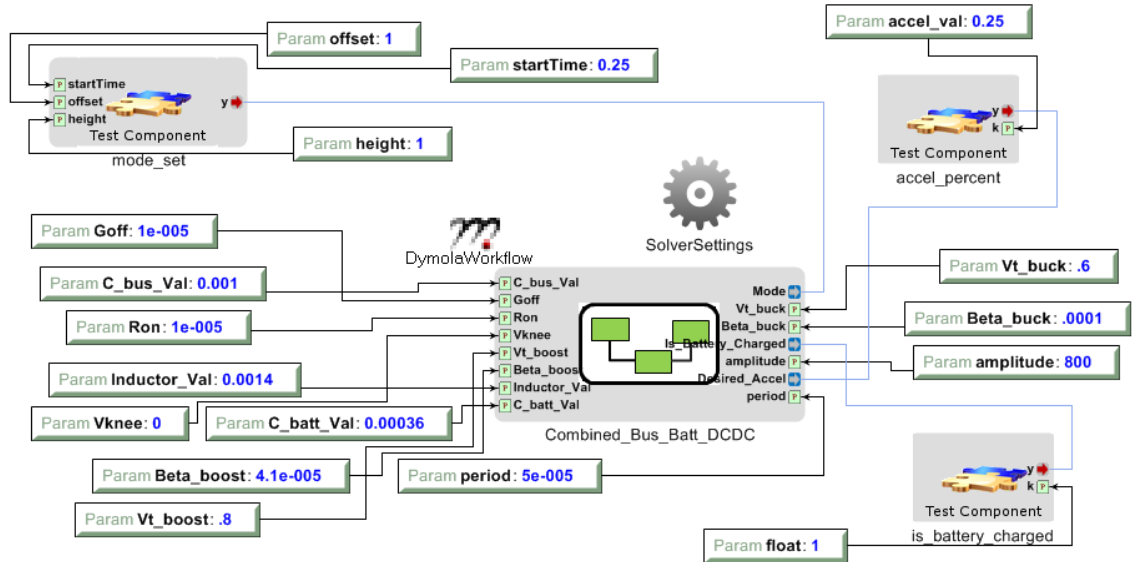 Param offset: 1
Param accel_val: 0.25
Param startTime: 0.25
P startTime
P offset
P height
y
Test Component
mode_set
Param height: 1
y
k P
Test Component
accel_percent
SolverSettings
DymolaWorkflow
Param Goff: 1e-005
Param C_bus_Val: 0.001
Param Ron: 1e-005
Param Inductor_Val: 0.0014
Param Vknee: 0
Param C_batt_Val: 0.00036
Param Beta_boost: 4.1e-005
Param Vt_boost: .8
Param period: 5e-005
P C_bus_Val
P Goff
P Ron
P Vknee
P Vt_boost
P Beta_boost
P Inductor_Val
P C_batt_Val
Mode
Vt_buck P
Beta_buck P
Is_Battery_Charged
amplitude P
Desired_Accel
period P
Combined_Bus_Batt_DCDC
Param Vt_buck: .6
Param Beta_buck: .0001
Param amplitude: 800
y
k P
Test Component
is_battery_charged
Param float: 1